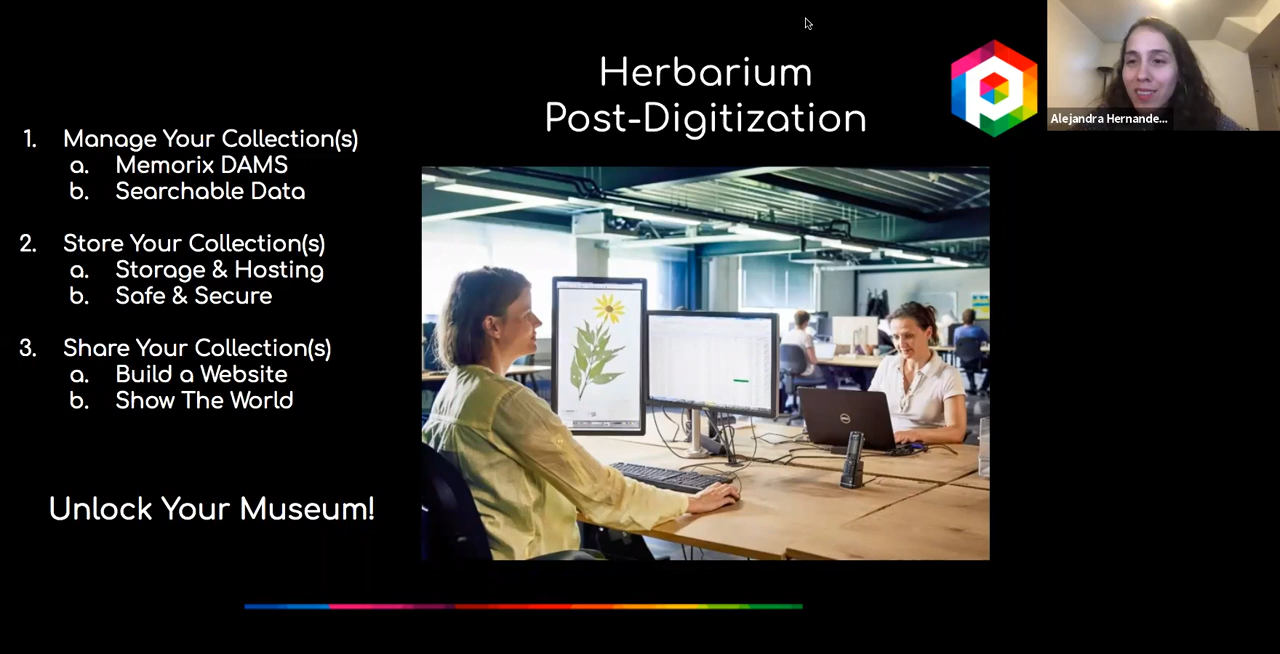 Herbarium
Post-Digitization
1. Manage Your Collection(s)
a. Memorix DAMS
b. Searchable Data
2. Store Your Collection(s)
a. Storage & Hosting
b. Safe & Secure
3. Share Your Collection(s)
a. Build a Website
b. Show The World
Unlock Your Museum!
Alejandra Hernande...
DELL